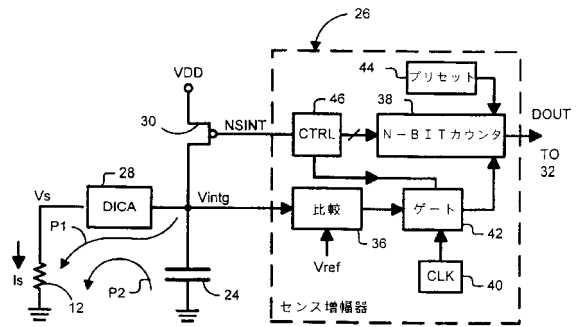 26
44
プリセット
VDD
46
38
30
NSINT
CTRL
N-BITカウンタ
DOUT
TO
32
28
Vs
DICA
Vintg
比較
ゲート
P1
36
42
Is
12
P2
24
Vref
CLK
40
センス増幅器